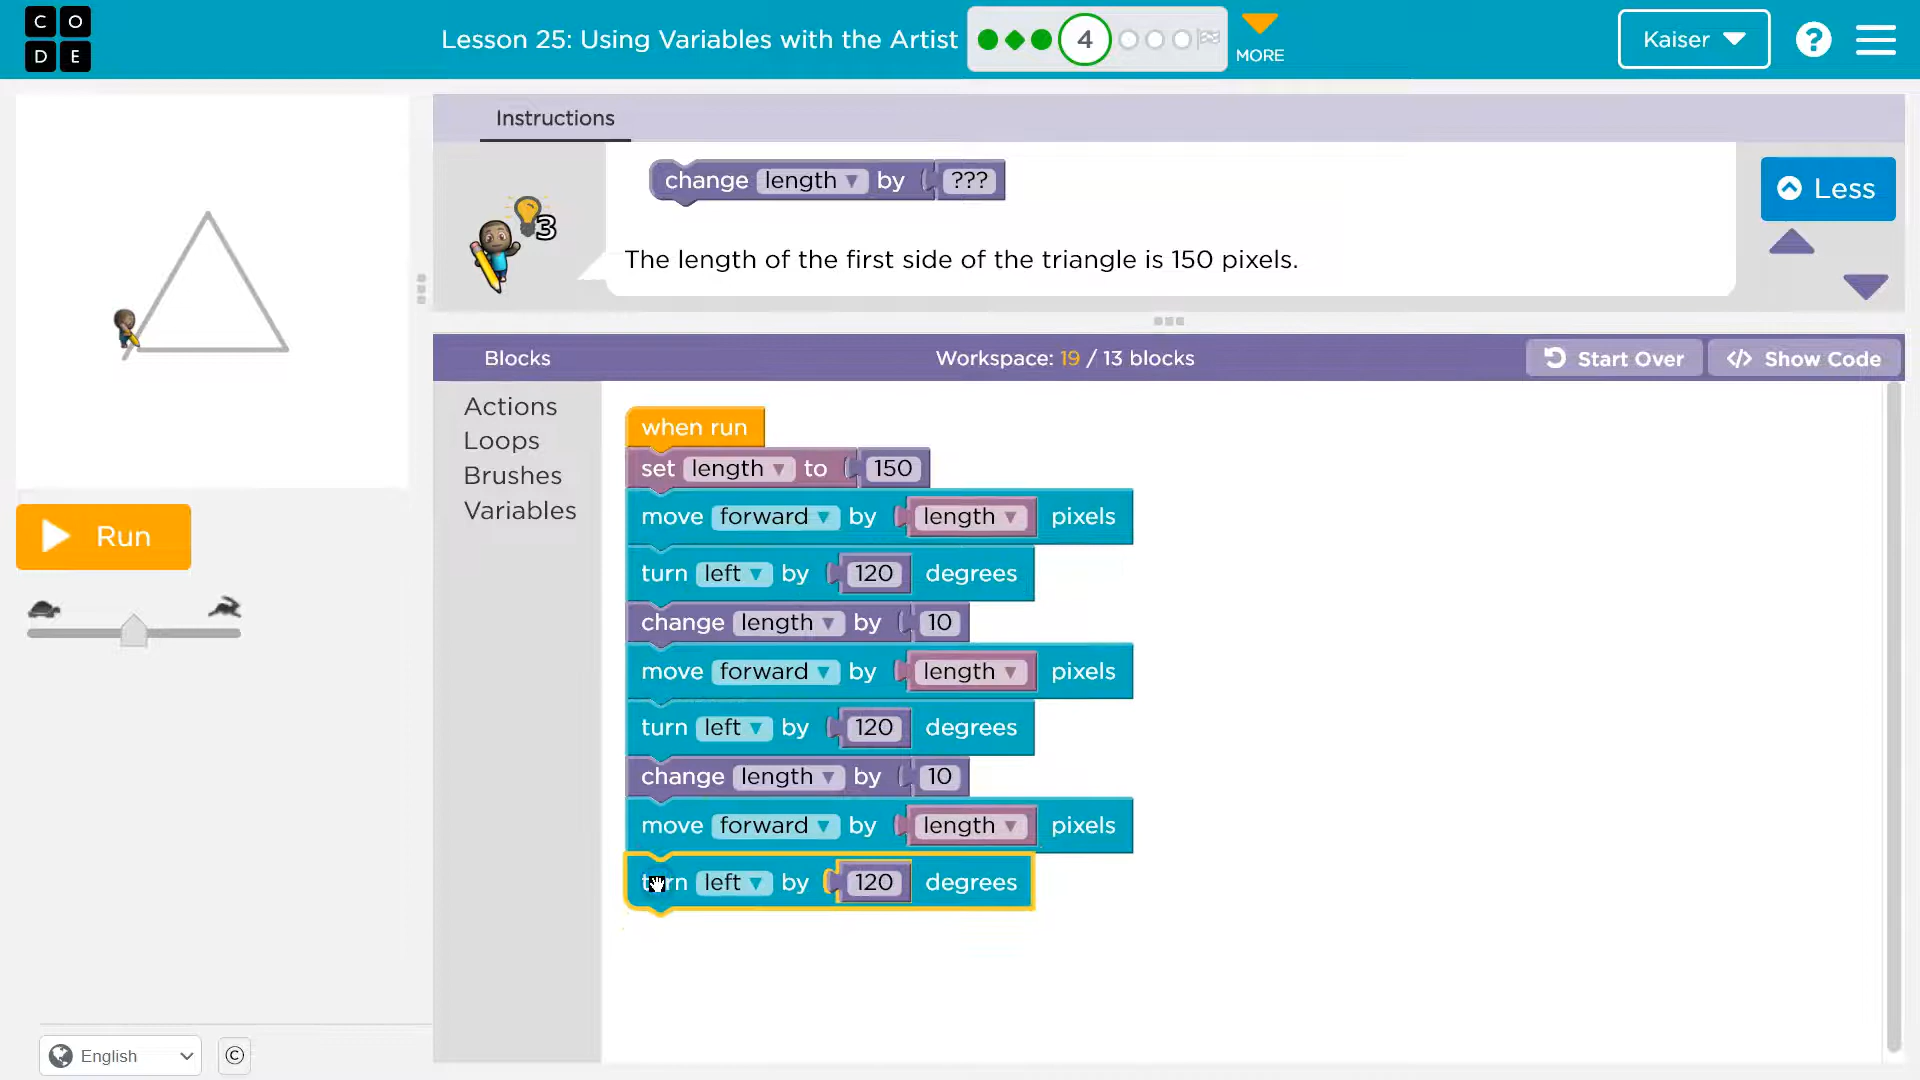 C O
D E
Lesson 25: Using Variables with the Artist
4
MORE
Kaiser
?
Instructions
change length by ???
Less
3
The length of the first side of the triangle is 150 pixels.
Blocks
Workspace: 19 / 13 blocks
Start Over
</> Show Code
Actions
Loops
Brushes
Variables
Run
when run
set length to 150
move forward by length pixels
turn left by 120 degrees
change length by 10
move forward by length pixels
turn left by 120 degrees
change length by 10
move forward by length pixels
turn left by 120 degrees
English
©